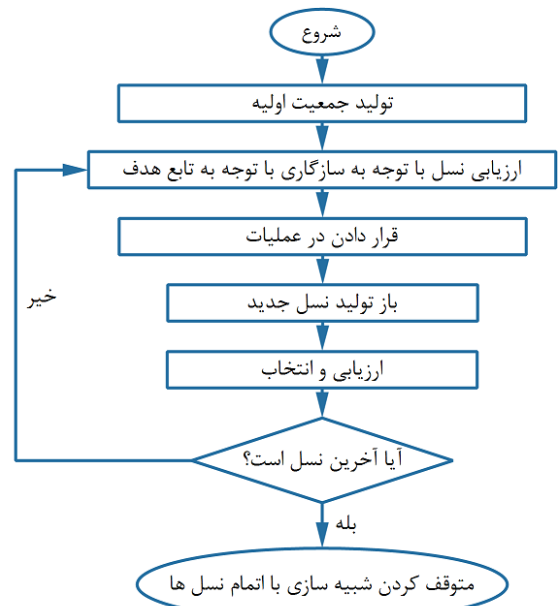 شروع
تولید جمعیت اولیه
ارزیابی نسل با توجه به سازگاری با توجه به تابع هدف
قرار دادن در عملیات
باز تولید نسل جدید
ارزیابی و انتخاب
آیا آخرین نسل است؟
خیر
بله
متوقف کردن شبیه سازی با اتمام نسل ها